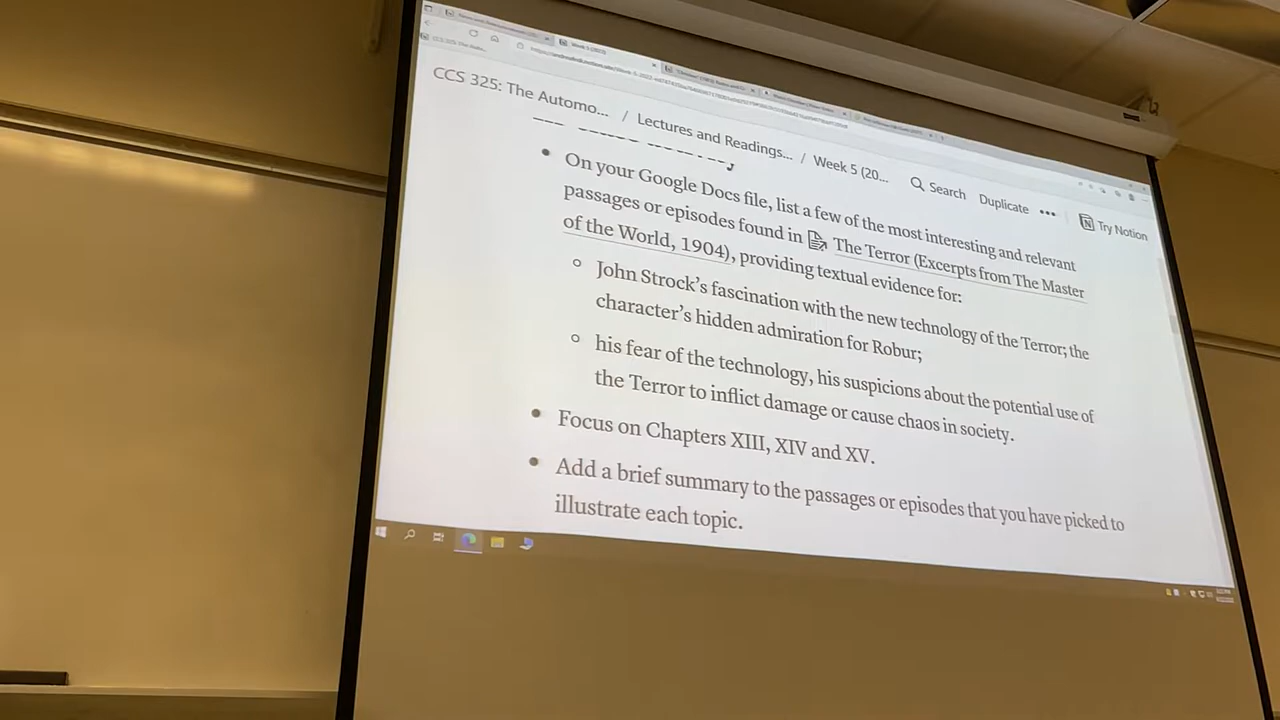 CCS 325: The Automo... / Lectures and Readings... / Week 5 (20...
Search Duplicate ••• Try Notion
• On your Google Docs file, list a few of the most interesting and relevant
passages or episodes found in The Terror (Excerpts from The Master
of the World, 1904), providing textual evidence for:
○ John Strock's fascination with the new technology of the Terror; the
character's hidden admiration for Robur;
○ his fear of the technology, his suspicions about the potential use of
the Terror to inflict damage or cause chaos in society.
• Focus on Chapters XIII, XIV and XV.
• Add a brief summary to the passages or episodes that you have picked to
illustrate each topic.